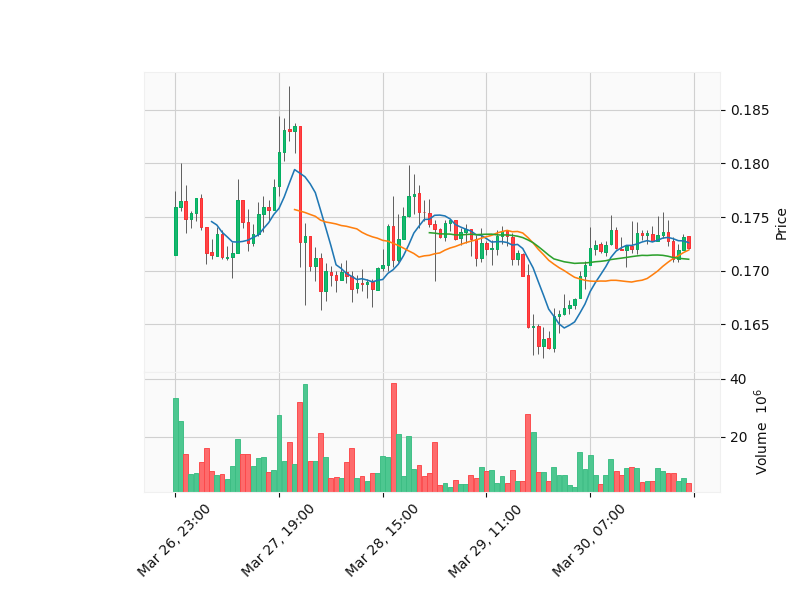 0.185
0.180
0.175
0.170
0.165
Price
40
20
Volume 10^6
Mar 26, 23:00
Mar 27, 19:00
Mar 28, 15:00
Mar 29, 11:00
Mar 30, 07:00